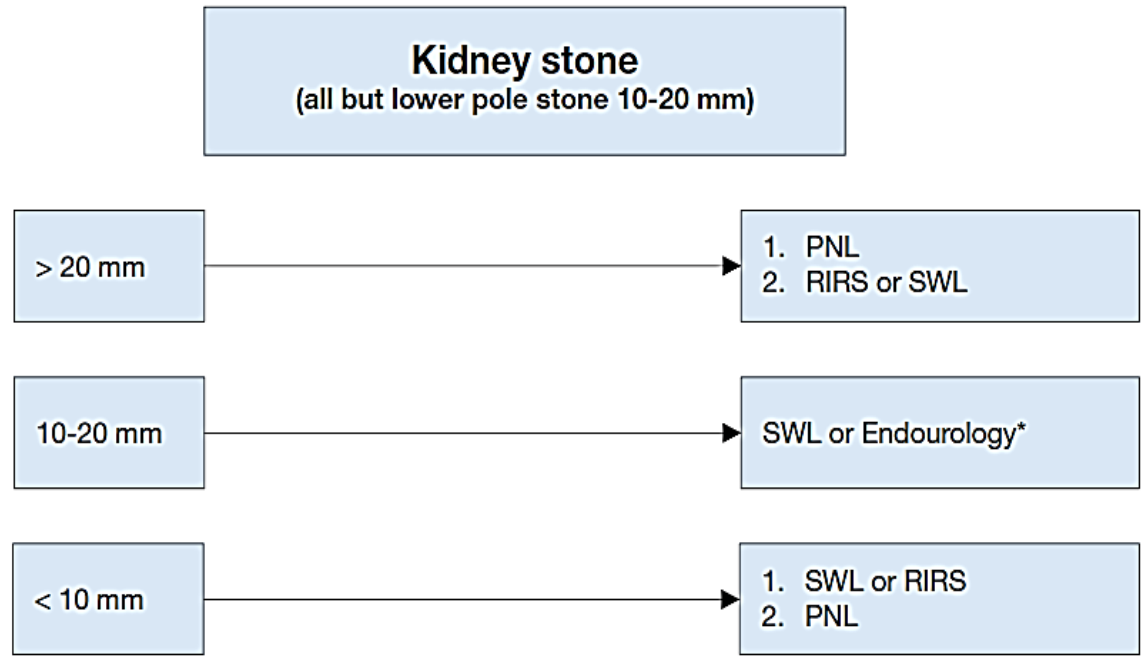 Kidney stone
(all but lower pole stone 10-20 mm)
> 20 mm
1. PNL
2. RIRS or SWL
10-20 mm
SWL or Endourology*
< 10 mm
1. SWL or RIRS
2. PNL